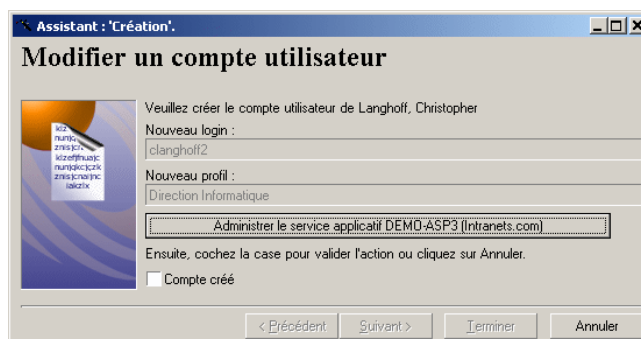 Assistant : 'Création'.
Modifier un compte utilisateur
Veuillez créer le compte utilisateur de Langhoff, Christopher
Nouveau login :
clanghoff2
Nouveau profil :
Direction Informatique
Administrer le service applicatif DEMO-ASP3 (Intranets.com)
Ensuite, cochez la case pour valider l'action ou cliquez sur Annuler.
Compte créé
< Précédent Suivant > Terminer Annuler